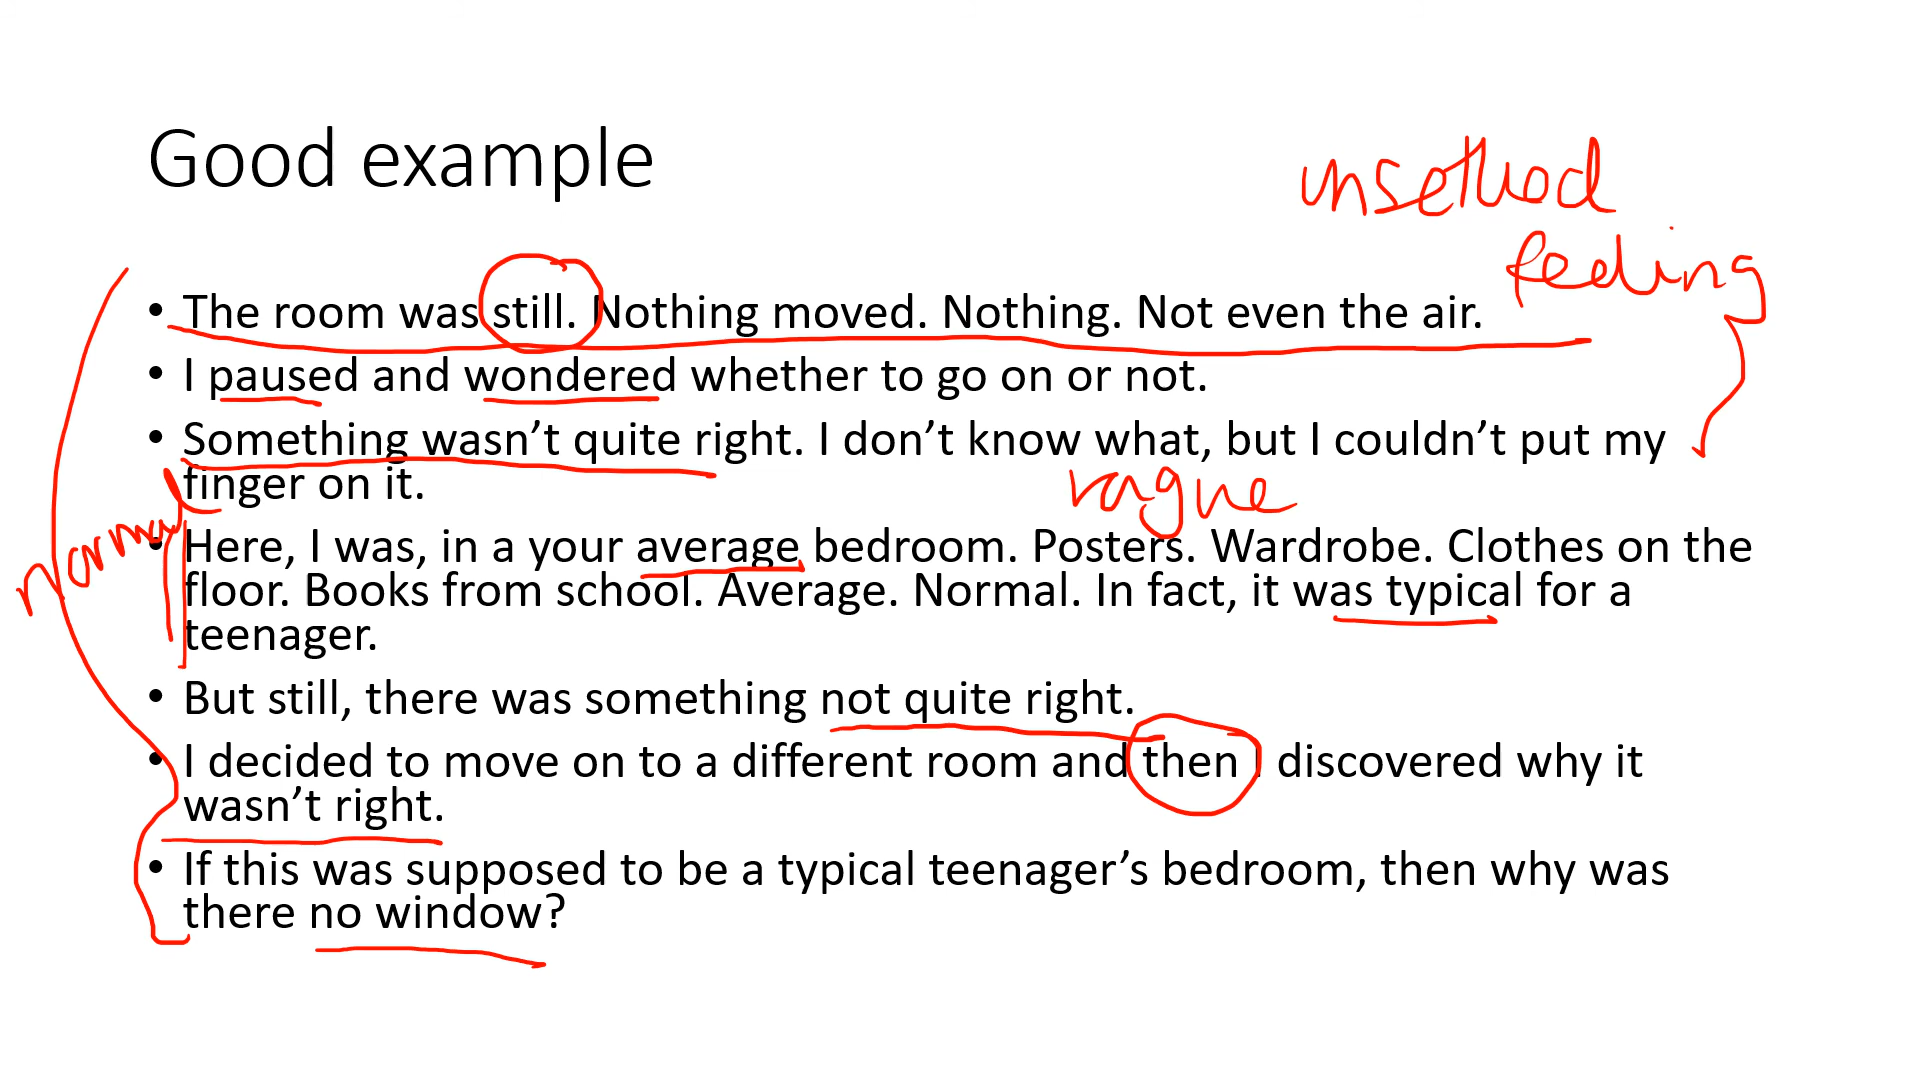 Good example
unsettled
feeling
• The room was still. Nothing moved. Nothing. Not even the air.
• I paused and wondered whether to go on or not.
• Something wasn’t quite right. I don’t know what, but I couldn’t put my
finger on it.
vague
normal
• Here, I was, in a your average bedroom. Posters. Wardrobe. Clothes on the
floor. Books from school. Average. Normal. In fact, it was typical for a
teenager.
• But still, there was something not quite right.
• I decided to move on to a different room and then I discovered why it
wasn’t right.
• If this was supposed to be a typical teenager’s bedroom, then why was
there no window?